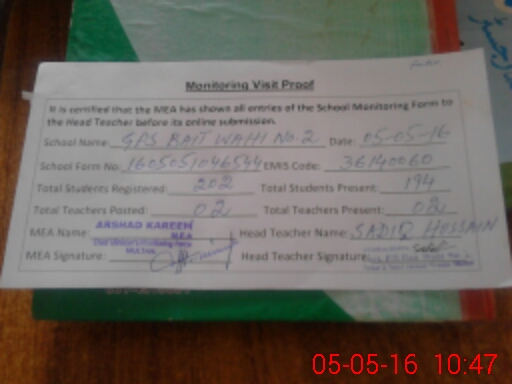 Monitoring Visit Proof
It is certified that the MEA has shown all entries of the School Monitoring Form to
the Head Teacher before its online submission.
School Name: GPS BAIT WAHI No. 2 Date: 05-05-16
School Form No: 1605051046544 EMIS Code: 36140060
Total Students Registered: 202 Total Students Present: 194
Total Teachers Posted: 02 Total Teachers Present: 02
MEA Name: ARSHAD KAREEM MEA Head Teacher Name: SADIQ HUSSAIN
MULTAN
MEA Signature: Head Teacher Signature:
05-05-16 10:47